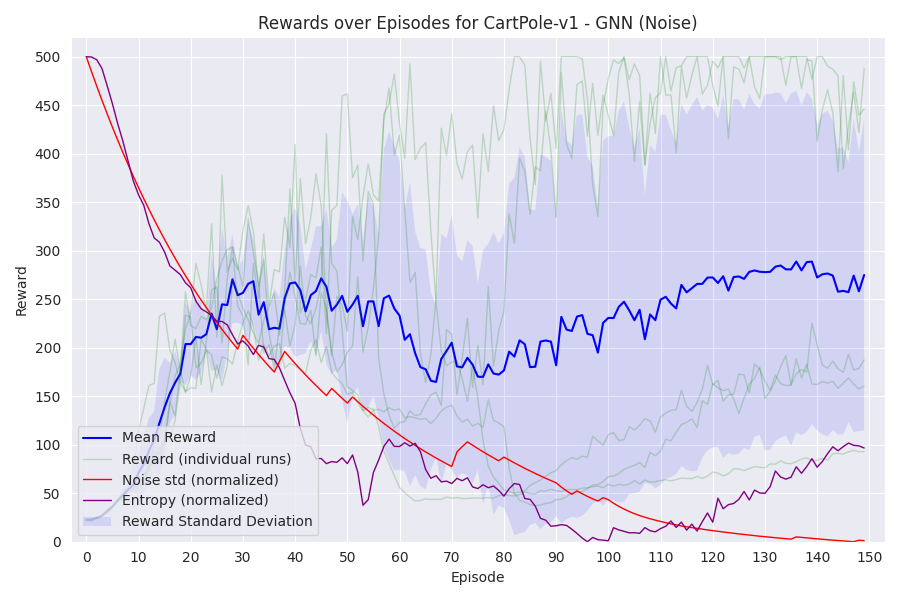 Rewards over Episodes for CartPole-v1 - GNN (Noise)
500
450
400
350
300
250
200
150
100
50
0
Reward
Mean Reward
Reward (individual runs)
Noise std (normalized)
Entropy (normalized)
Reward Standard Deviation
0 10 20 30 40 50 60 70 80 90 100 110 120 130 140 150
Episode